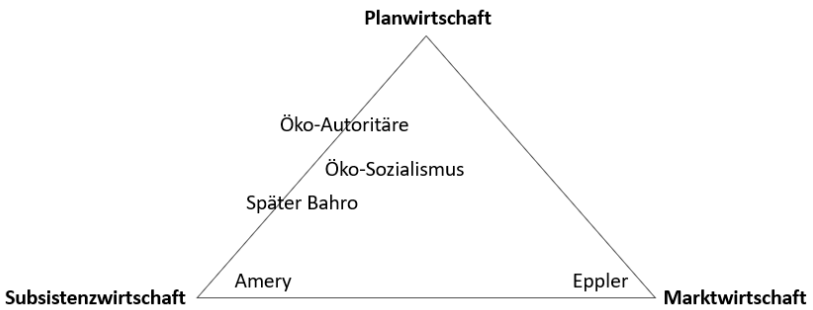 Planwirtschaft
Öko-Autoritäre
Öko-Sozialismus
Später Bahro
Amery
Eppler
Subsistenzwirtschaft
Marktwirtschaft